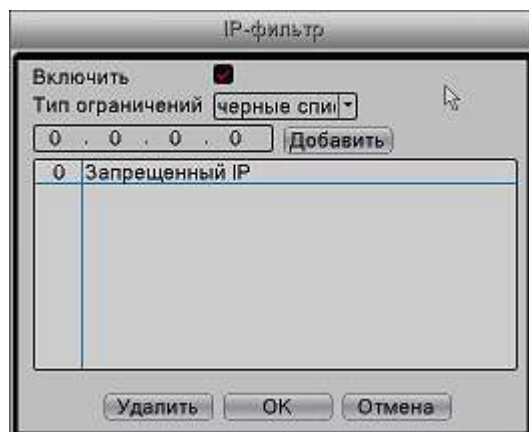 IP-фильтр
Включить
Тип ограничений черные спи
0 . 0 . 0 . 0 Добавить
0 Запрещенный IP
Удалить OK Отмена